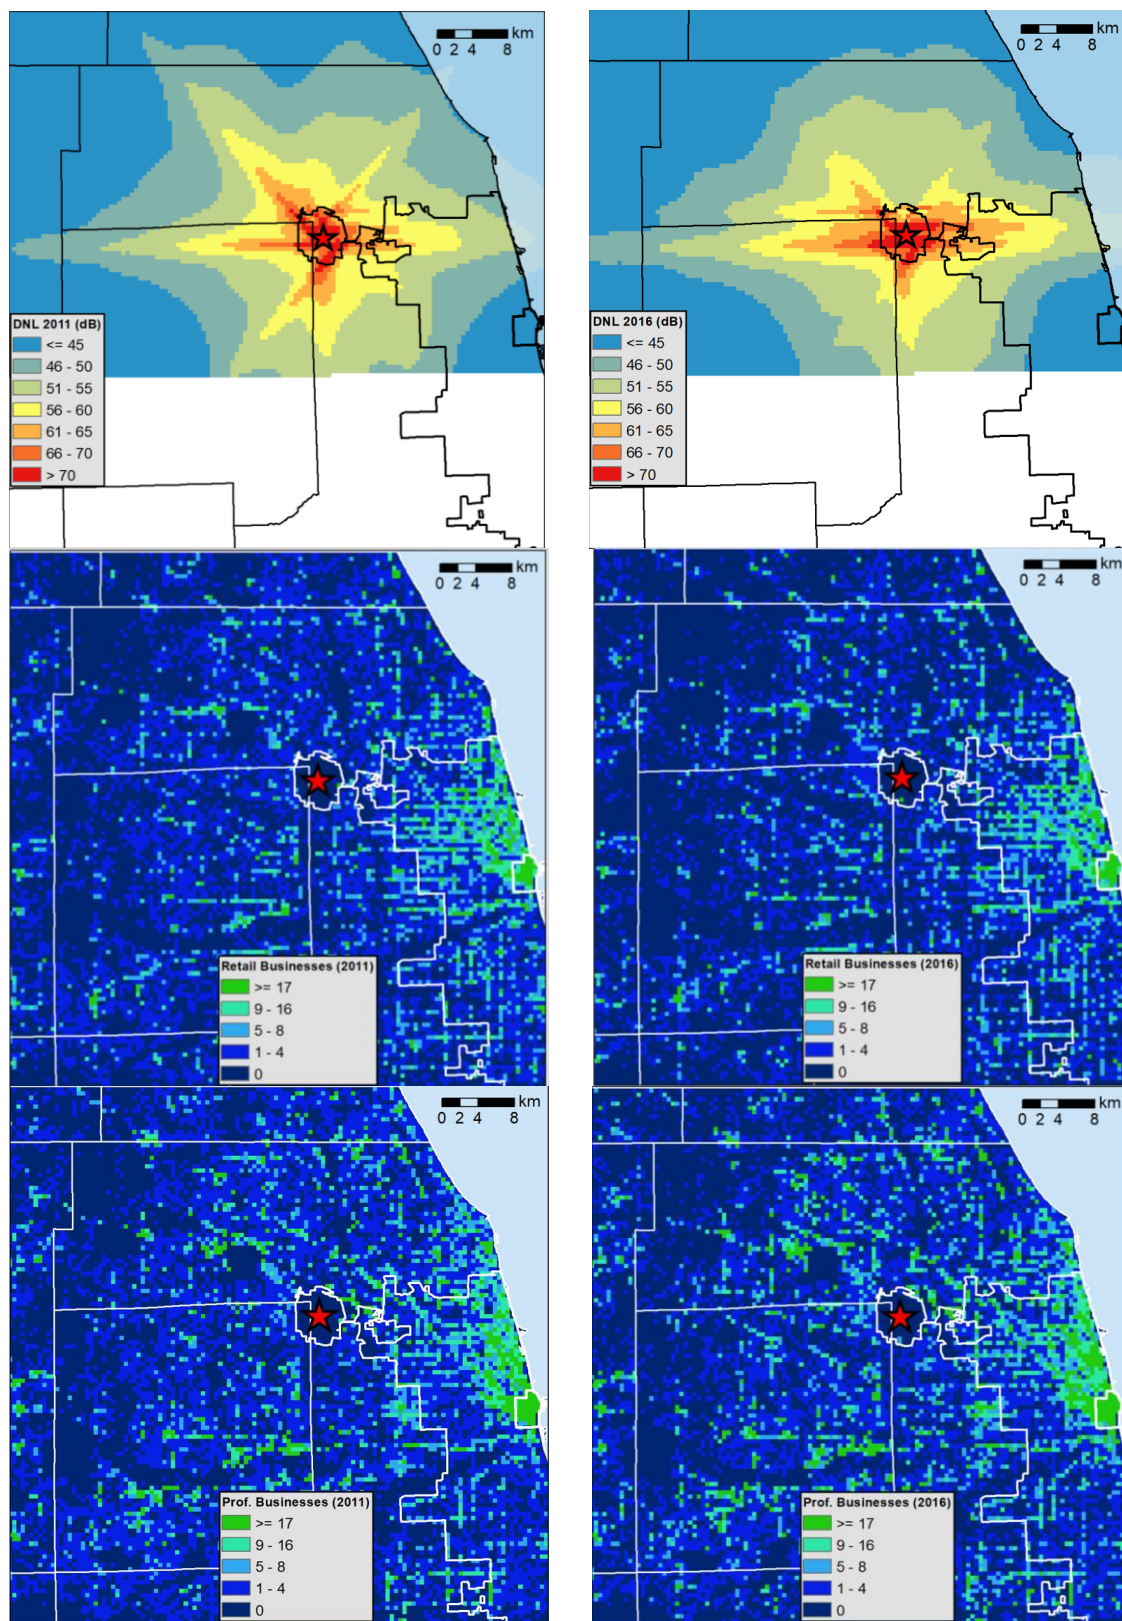 km
0 2 4 8
DNL 2011 (dB)
<= 45
46 - 50
51 - 55
56 - 60
61 - 65
66 - 70
> 70
km
0 2 4 8
DNL 2016 (dB)
<= 45
46 - 50
51 - 55
56 - 60
61 - 65
66 - 70
> 70
km
0 2 4 8
Retail Businesses (2011)
>= 17
9 - 16
5 - 8
1 - 4
0
km
0 2 4 8
Retail Businesses (2016)
>= 17
9 - 16
5 - 8
1 - 4
0
km
0 2 4 8
Prof. Businesses (2011)
>= 17
9 - 16
5 - 8
1 - 4
0
km
0 2 4 8
Prof. Businesses (2016)
>= 17
9 - 16
5 - 8
1 - 4
0